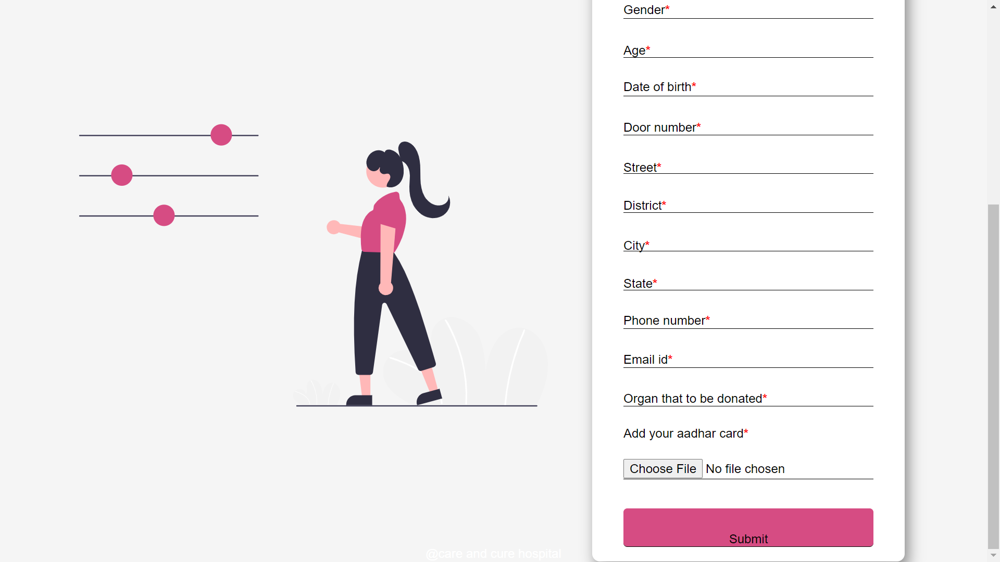 Gender*
Age*
Date of birth*
Door number*
Street*
District*
City*
State*
Phone number*
Email id*
Organ that to be donated*
Add your aadhar card*
Choose File No file chosen
Submit
@care and cure hospital